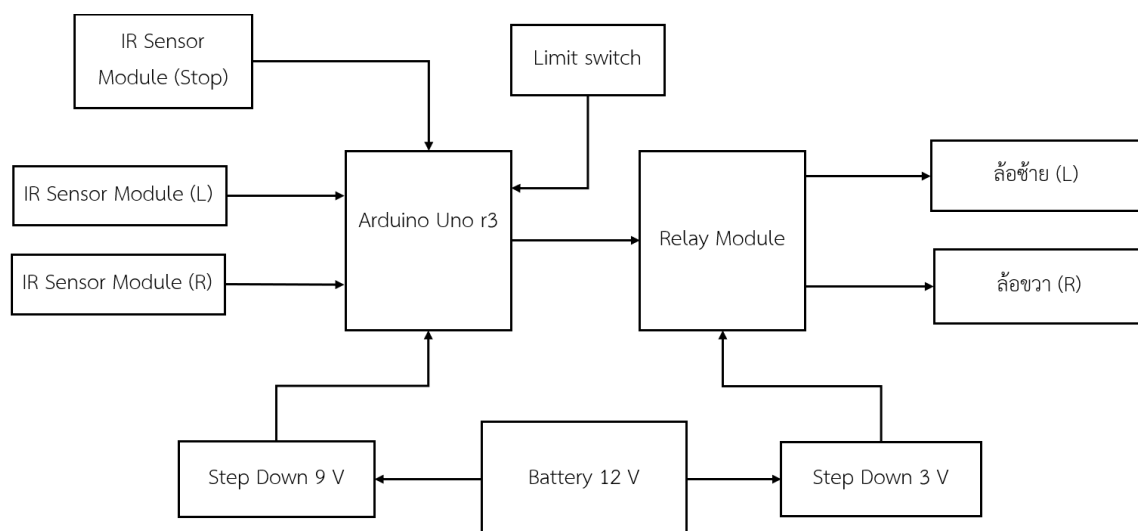 IR Sensor
Module (Stop)
Limit switch
IR Sensor Module (L)
Arduino Uno r3
Relay Module
ล้อซ้าย (L)
IR Sensor Module (R)
ล้อขวา (R)
Step Down 9 V
Battery 12 V
Step Down 3 V